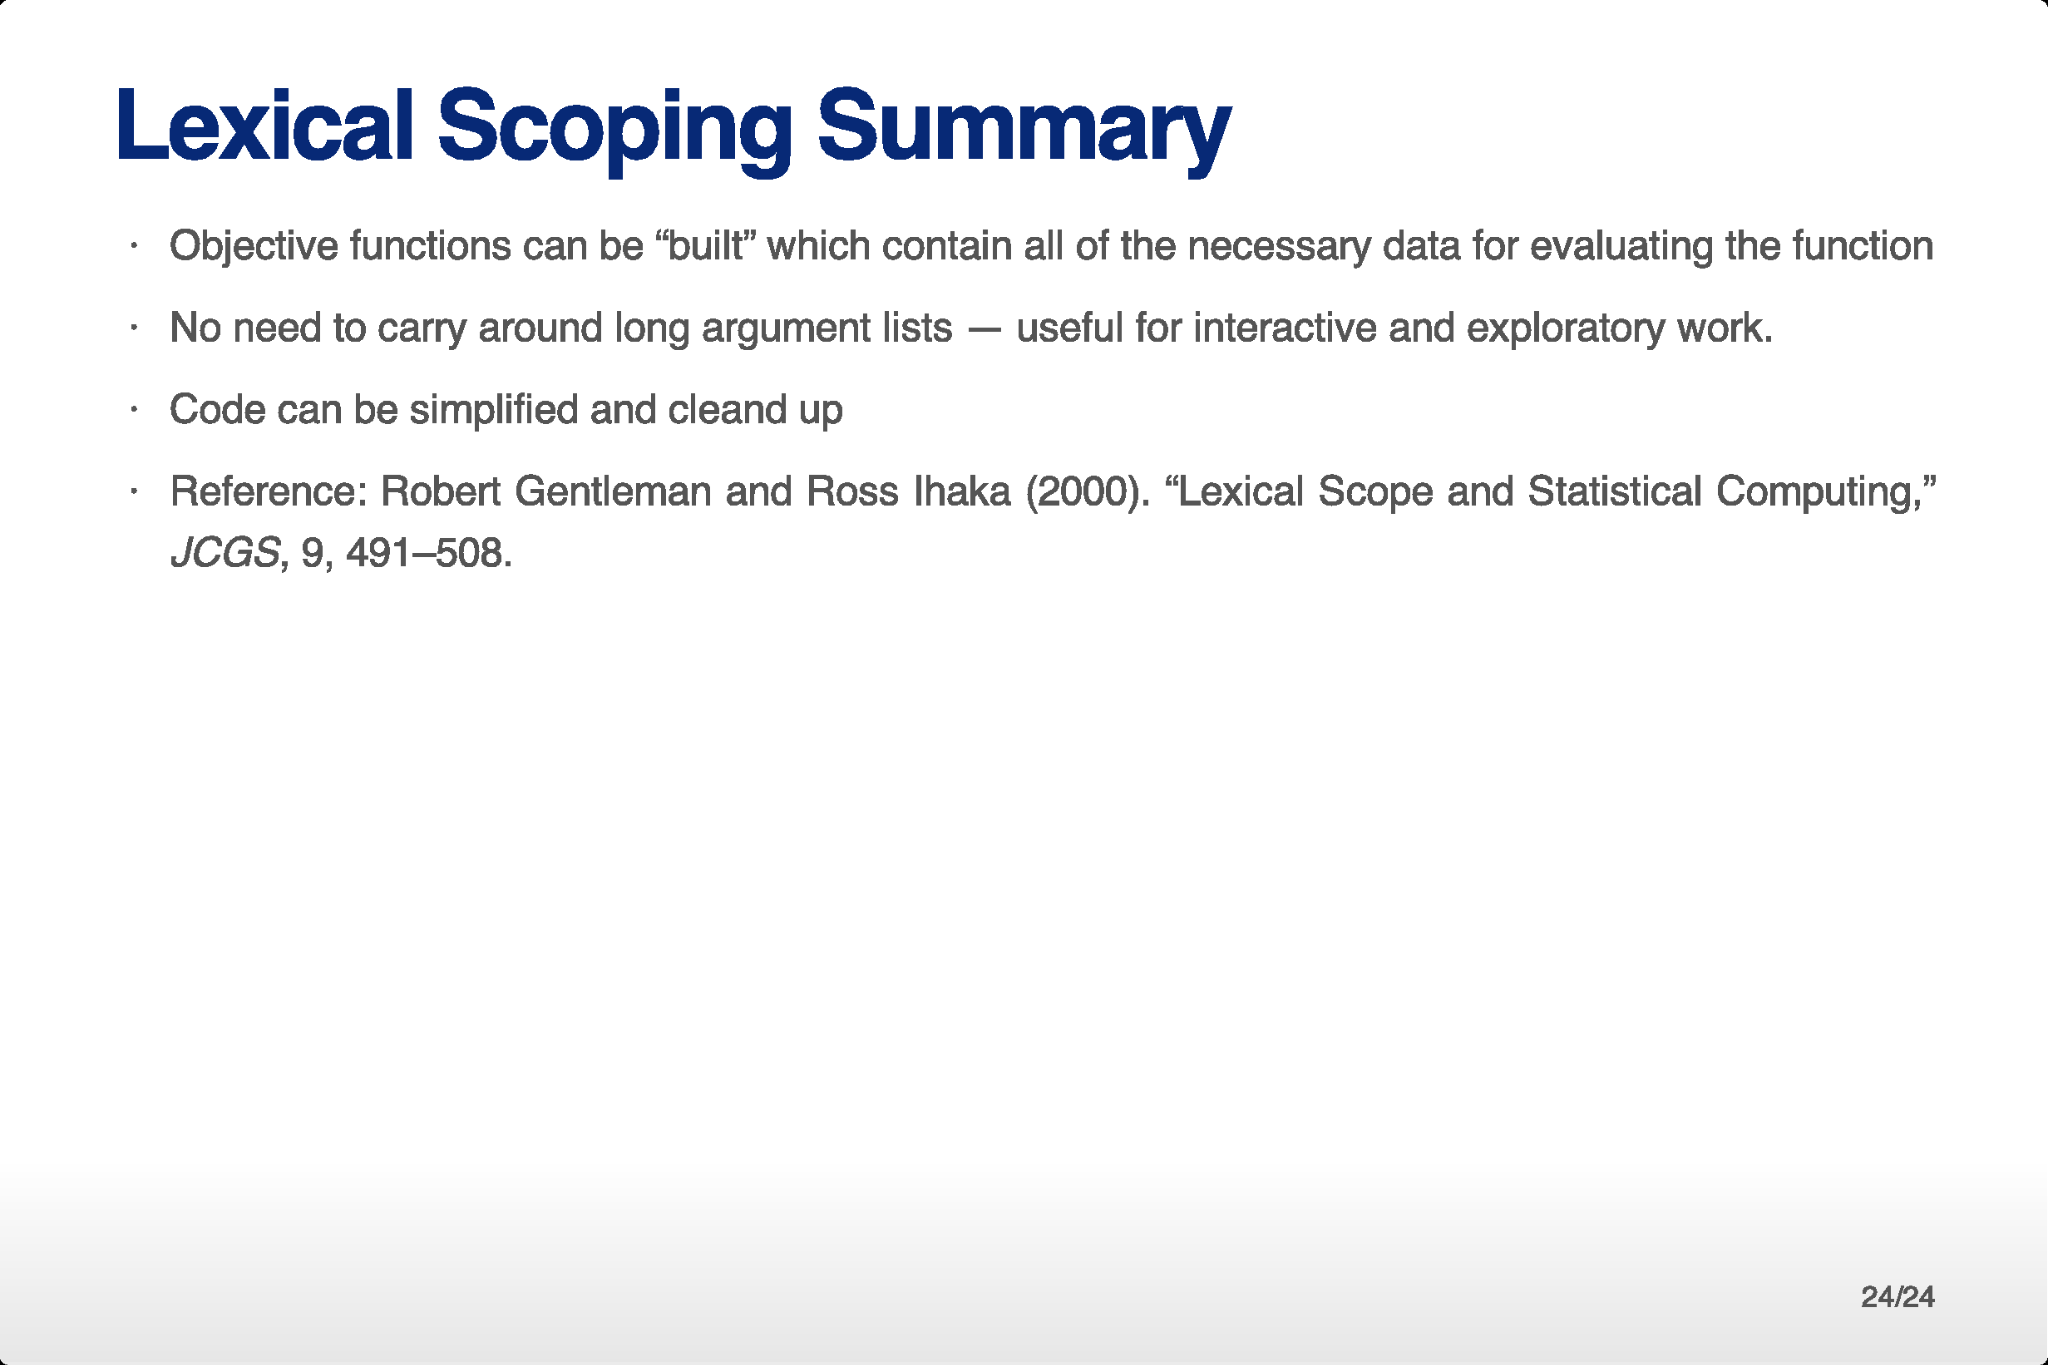 Lexical Scoping Summary
· Objective functions can be “built” which contain all of the necessary data for evaluating the function
· No need to carry around long argument lists — useful for interactive and exploratory work.
· Code can be simplified and cleand up
· Reference: Robert Gentleman and Ross Ihaka (2000). “Lexical Scope and Statistical Computing,”
JCGS, 9, 491–508.
24/24